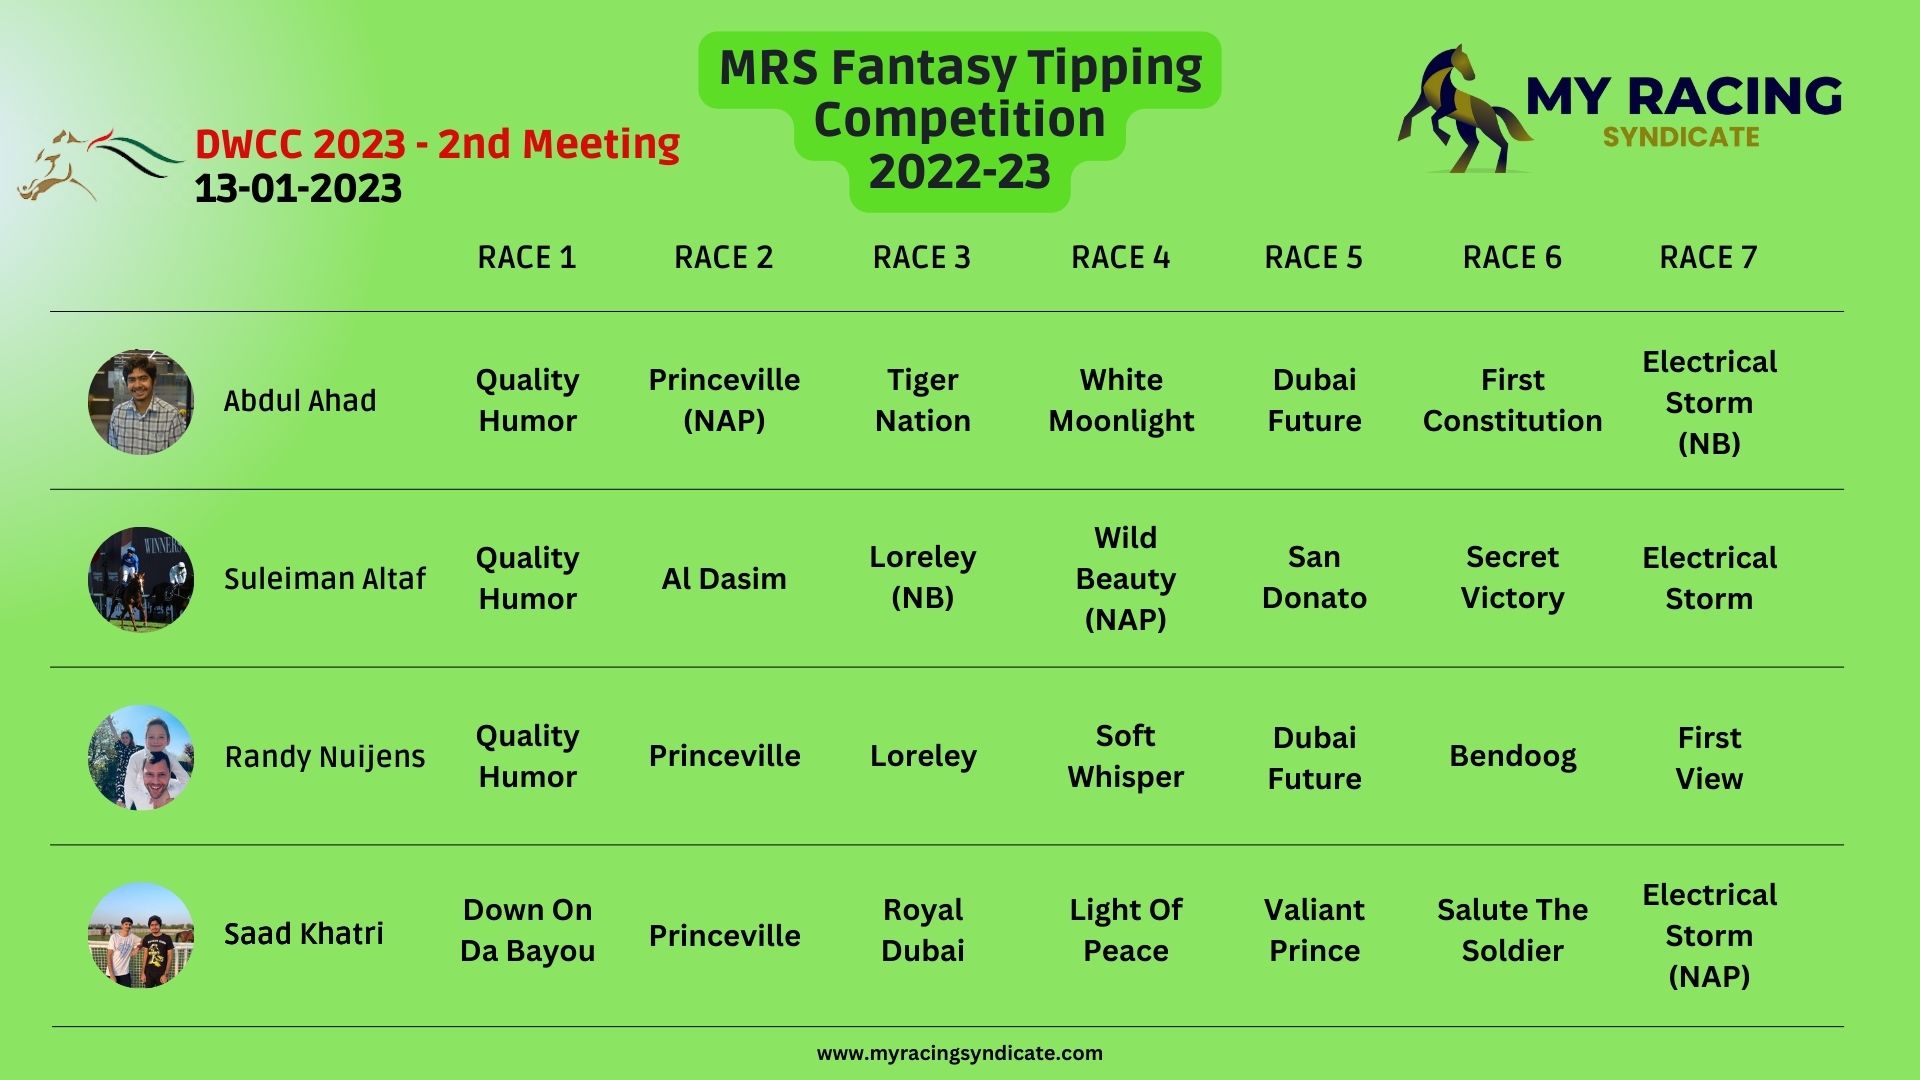 MRS Fantasy Tipping
Competition
2022-23
DWCC 2023 - 2nd Meeting
13-01-2023
MY RACING
SYNDICATE
RACE 1 RACE 2 RACE 3 RACE 4 RACE 5 RACE 6 RACE 7
Abdul Ahad
Quality
Humor
Princeville
(NAP)
Tiger
Nation
White
Moonlight
Dubai
Future
First
Constitution
Electrical
Storm
(NB)
WINNERS
Suleiman Altaf
Quality
Humor
Al Dasim
Loreley
(NB)
Wild
Beauty
(NAP)
San
Donato
Secret
Victory
Electrical
Storm
Randy Nuijens
Quality
Humor
Princeville
Loreley
Soft
Whisper
Dubai
Future
Bendoog
First
View
Saad Khatri
Down On
Da Bayou
Princeville
Royal
Dubai
Light Of
Peace
Valiant
Prince
Salute The
Soldier
Electrical
Storm
(NAP)
www.myracingsyndicate.com